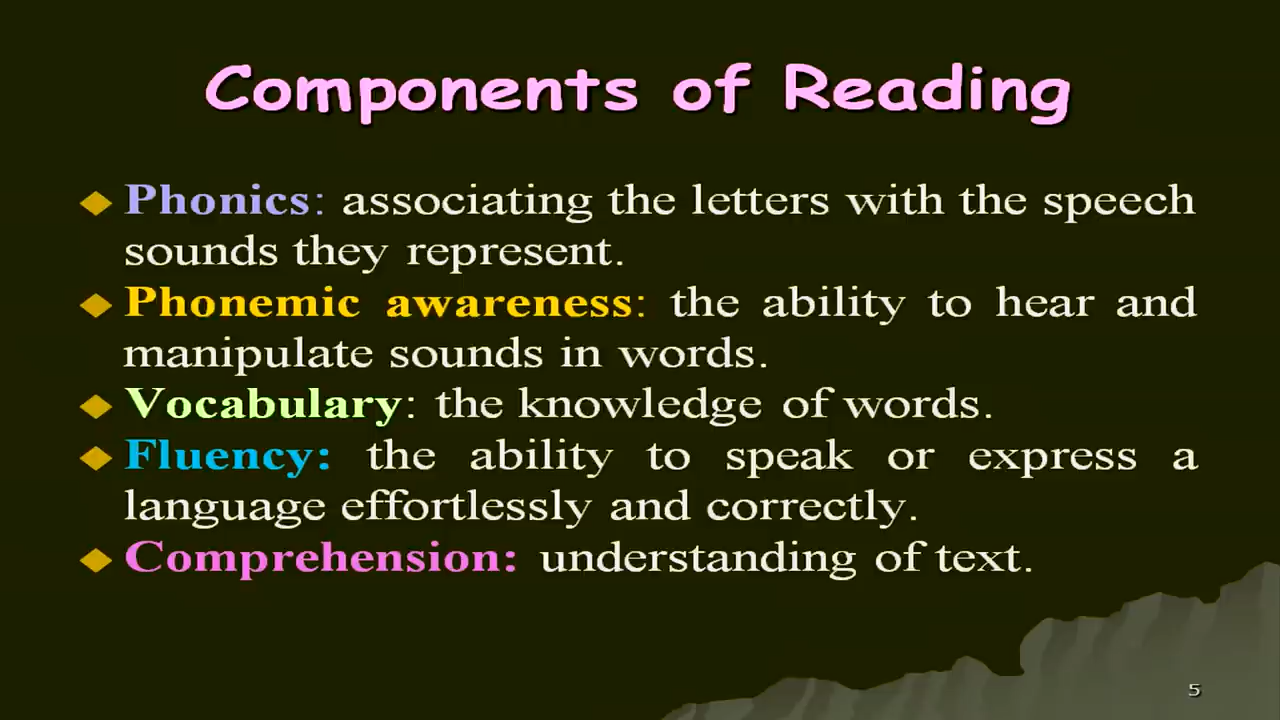 Components of Reading
Phonics: associating the letters with the speech
sounds they represent.
Phonemic awareness: the ability to hear and
manipulate sounds in words.
Vocabulary: the knowledge of words.
Fluency: the ability to speak or express a
language effortlessly and correctly.
Comprehension: understanding of text.
5